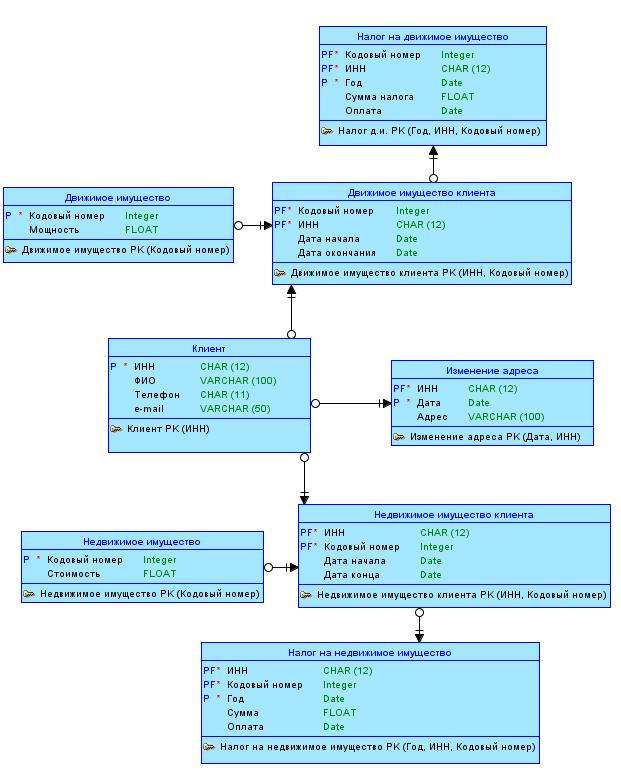 Налог на движимое имущество
PF* Кодовый номер Integer
PF* ИНН CHAR (12)
P * Год Date
Сумма налога FLOAT
Оплата Date
Налог д.и. PK (Год, ИНН, Кодовый номер)
Движимое имущество
P * Кодовый номер Integer
Мощность FLOAT
Движимое имущество PK (Кодовый номер)
Движимое имущество клиента
PF* Кодовый номер Integer
PF* ИНН CHAR (12)
Дата начала Date
Дата окончания Date
Движимое имущество клиента PK (ИНН, Кодовый номер)
Клиент
P * ИНН CHAR (12)
ФИО VARCHAR (100)
Телефон CHAR (11)
e-mail VARCHAR (50)
Клиент PK (ИНН)
Изменение адреса
PF* ИНН CHAR (12)
P * Дата Date
Адрес VARCHAR (100)
Изменение адреса PK (Дата, ИНН)
Недвижимое имущество
P * Кодовый номер Integer
Стоимость FLOAT
Недвижимое имущество PK (Кодовый номер)
Недвижимое имущество клиента
PF* ИНН CHAR (12)
PF* Кодовый номер Integer
Дата начала Date
Дата конца Date
Недвижимое имущество клиента PK (ИНН, Кодовый номер)
Налог на недвижимое имущество
PF* ИНН CHAR (12)
PF* Кодовый номер Integer
P * Год Date
Сумма FLOAT
Оплата Date
Налог на недвижимое имущество PK (Год, ИНН, Кодовый номер)